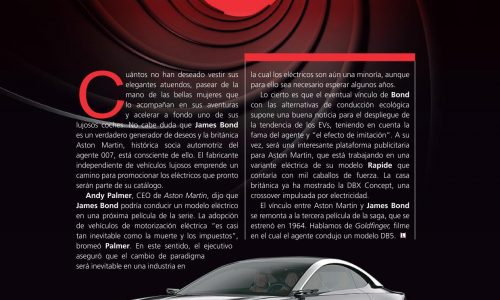 Cuántos no han deseado vestir sus
elegantes atuendos, pasear de la
mano de las bellas mujeres que
lo acompañan en sus aventuras
y acelerar a fondo uno de sus
lujosos coches. No cabe duda que James Bond
es un verdadero generador de deseos y la británica
Aston Martin, histórica socia automotriz del
agente 007, está consciente de ello. El fabricante
independiente de vehículos lujosos emprende un
camino para promocionar los eléctricos que pronto
serán parte de su catálogo.
Andy Palmer, CEO de Aston Martin, dijo que
James Bond podría conducir un modelo eléctrico
en una próxima película de la serie. La adopción
de vehículos de motorización eléctrica “es casi
tan inevitable como la muerte y los impuestos”,
bromeó Palmer. En este sentido, el ejecutivo
aseguró que el cambio de paradigma
será inevitable en una industria en
la cual los eléctricos son aún una minoría, aunque
para ello sea necesario esperar algunos años.
Lo cierto es que el eventual vínculo de Bond
con las alternativas de conducción ecológica
supone una buena noticia para el despliegue de
la tendencia de los EVs, teniendo en cuenta la
fama del agente y “el efecto de imitación”. A su
vez, será una interesante plataforma publicitaria
para Aston Martin, que está trabajando en una
variante eléctrica de su modelo Rapide que
contaría con mil caballos de fuerza. La casa
británica ya ha mostrado la DBX Concept, una
crossover impulsada por electricidad.
El vínculo entre Aston Martin y James Bond
se remonta a la tercera película de la saga, que se
estrenó en 1964. Hablamos de Goldfinger, filme
en el cual el agente condujo un modelo DB5.